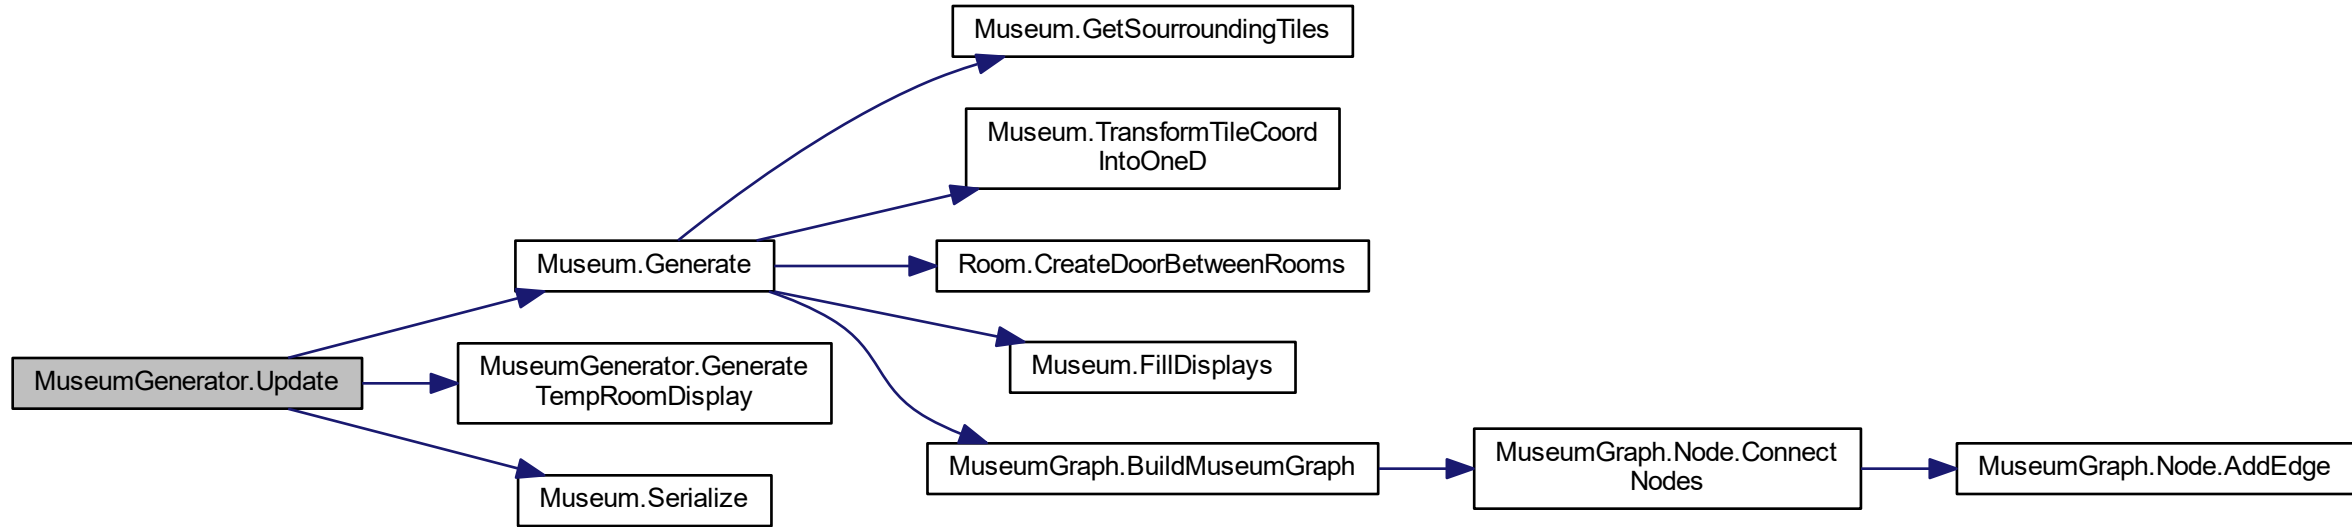 Museum.GetSourroundingTiles
Museum.TransformTileCoord
IntoOneD
Museum.Generate
Room.CreateDoorBetweenRooms
MuseumGenerator.Update
MuseumGenerator.Generate
TempRoomDisplay
Museum.FillDisplays
MuseumGraph.BuildMuseumGraph
MuseumGraph.Node.Connect
Nodes
MuseumGraph.Node.AddEdge
Museum.Serialize